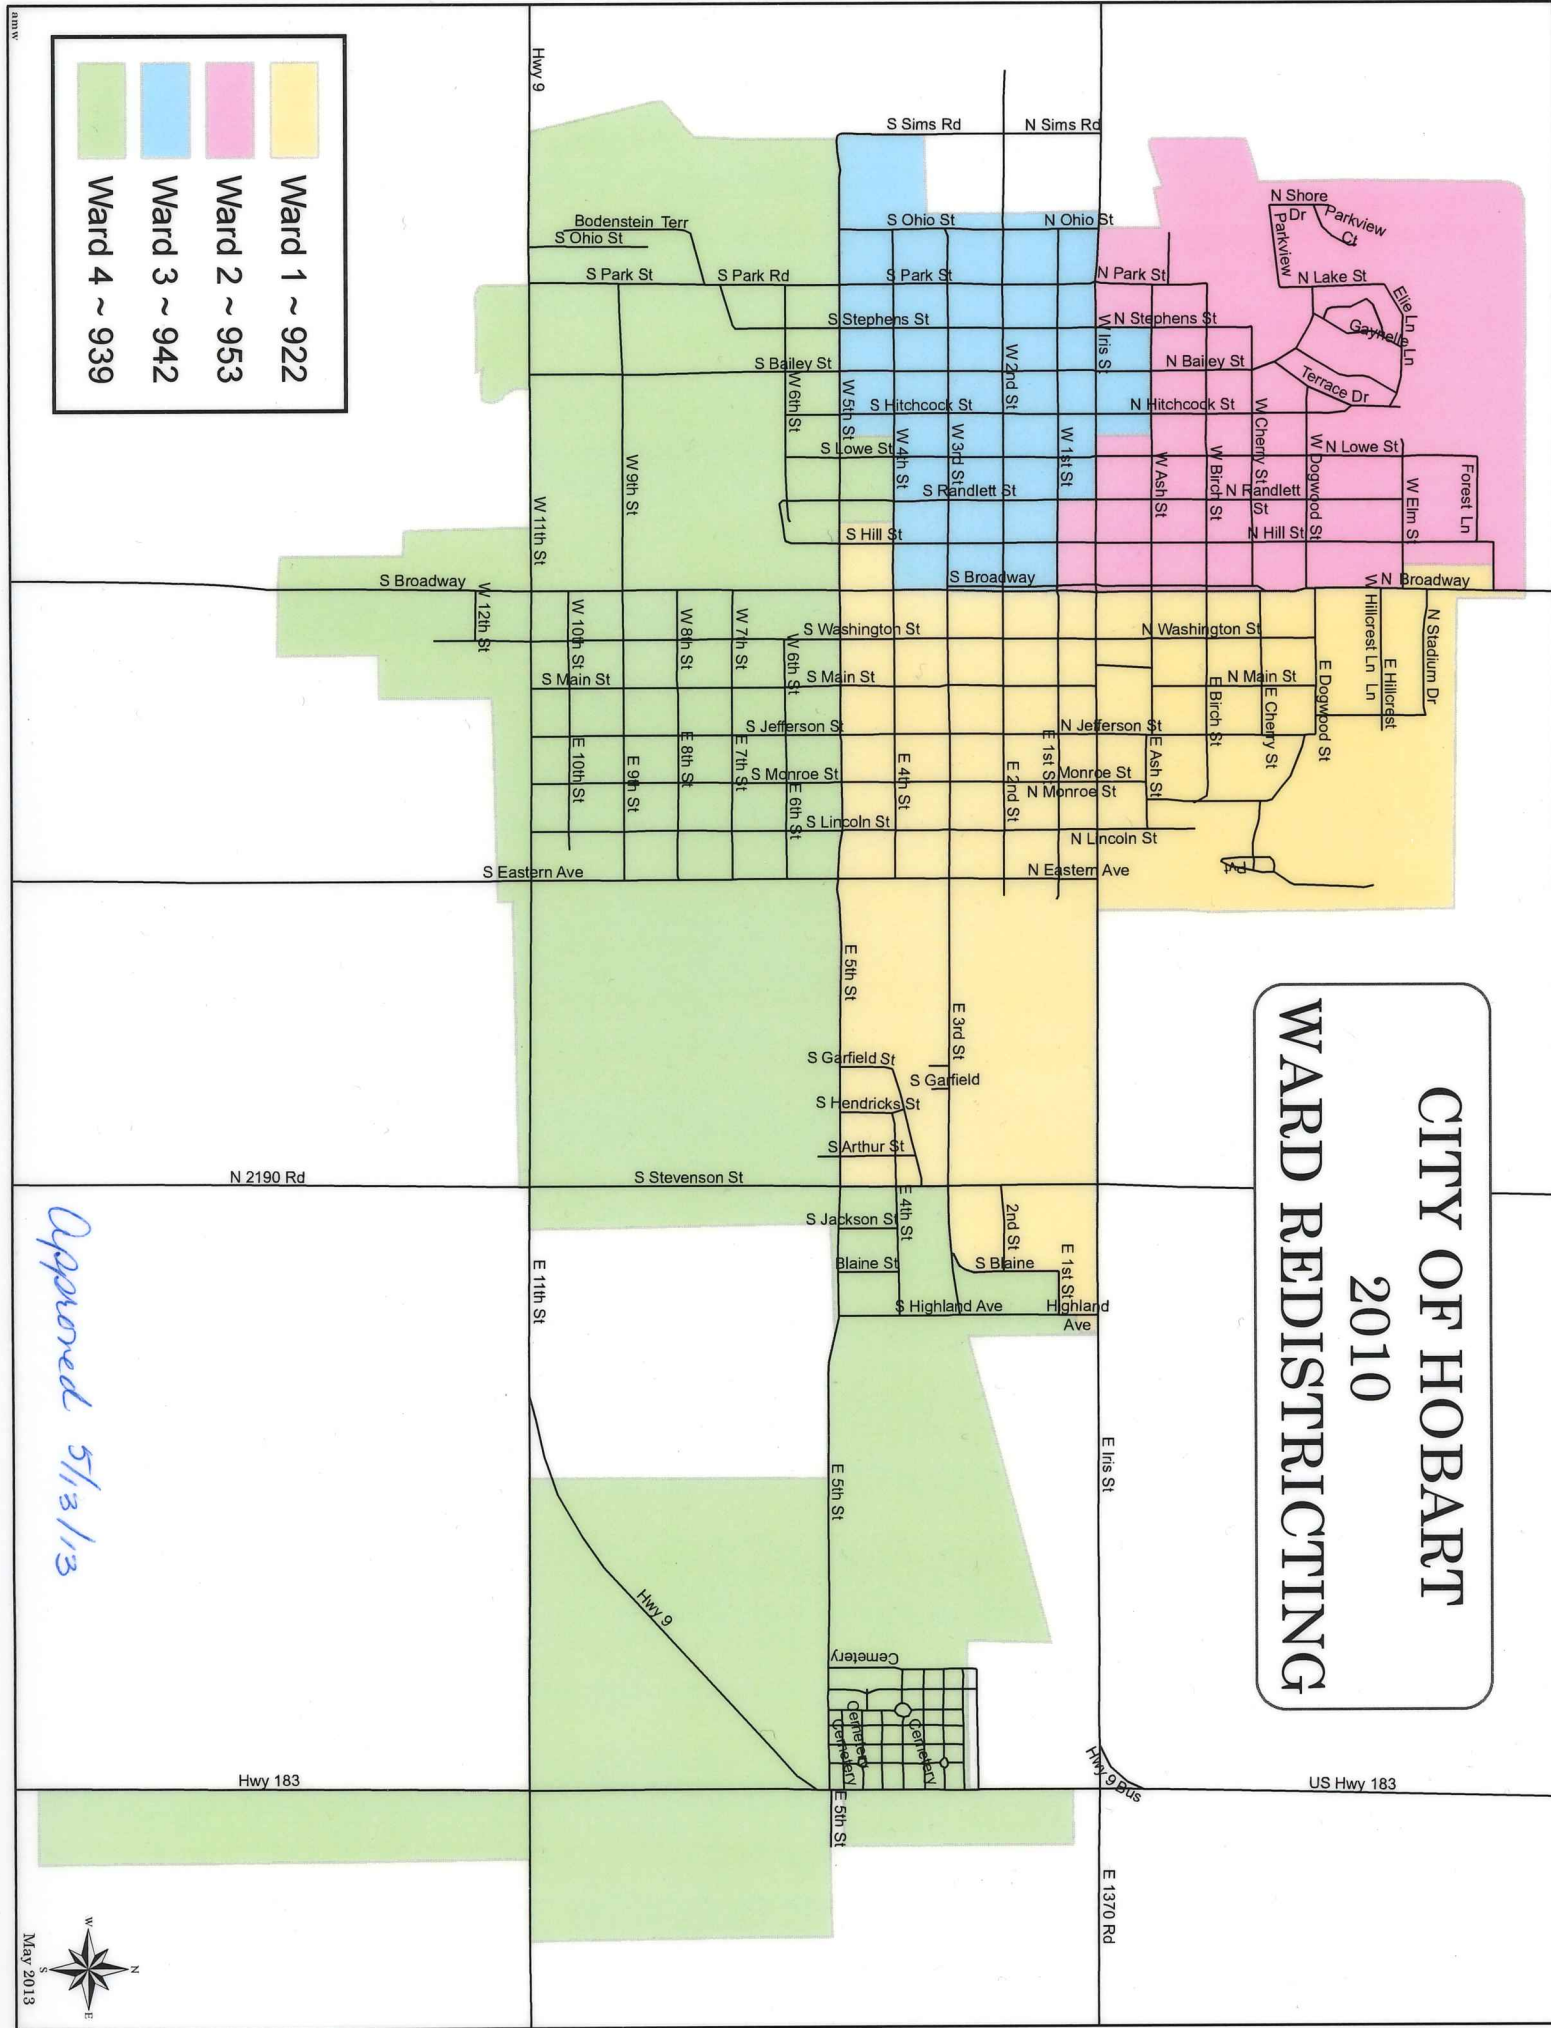 CITY OF HOBART
2010
WARD REDISTRICTING
Ward 1 ~ 922
Ward 2 ~ 953
Ward 3 ~ 942
Ward 4 ~ 939
Approved 5/13/13
May 2013
amw
N
E
S
W
Hwy 9
S Sims Rd
N Sims Rd
N Shore
Dr
Parkview
Ct
Parkview
Bodenstein Terr
S Ohio St
S Ohio St
N Ohio St
S Park St
S Park Rd
S Park St
N Park St
N Lake St
Elie Ln
Gaynelle Ln
Terrace Dr
S Stephens St
N Stephens St
W Iris St
W 2nd St
S Bailey St
N Bailey St
W 6th St
W 5th St
S Hitchcock St
N Hitchcock St
W Cherry St
W Dogwood St
S Lowe St
N Lowe St
W 4th St
W 3rd St
W 1st St
W Ash St
W Birch St
W Elm St
Forest Ln
W 9th St
W 11th St
S Randlett St
N Randlett
St
S Hill St
N Hill St
S Broadway
S Broadway
N Broadway
W 12th St
W 10th St
W 8th St
W 7th St
W 6th St
W
Hillcrest Ln
E Hillcrest
Ln
N Stadium Dr
S Washington St
N Washington St
S Main St
S Main St
N Main St
E Birch St
E Cherry St
E Dogwood St
S Jefferson St
N Jefferson St
E 10th St
E 9th St
E 8th St
E 7th St
E 6th St
E 4th St
E 2nd St
E 1st St
E Ash St
S Monroe St
Monroe St
N Monroe St
S Lincoln St
N Lincoln St
S Eastern Ave
N Eastern Ave
Pvt
E 5th St
E 3rd St
S Garfield St
S Garfield
S Hendricks St
S Arthur St
N 2190 Rd
S Stevenson St
E 4th St
2nd St
E 1st St
S Jackson St
Blaine St
S Blaine
S Highland Ave
Highland
Ave
E 11th St
E 5th St
E Iris St
Hwy 9
Cemetery
Cemetery
Cemetery
Cemetery
Hwy 9 Bus
Hwy 183
US Hwy 183
E 5th St
E 1370 Rd